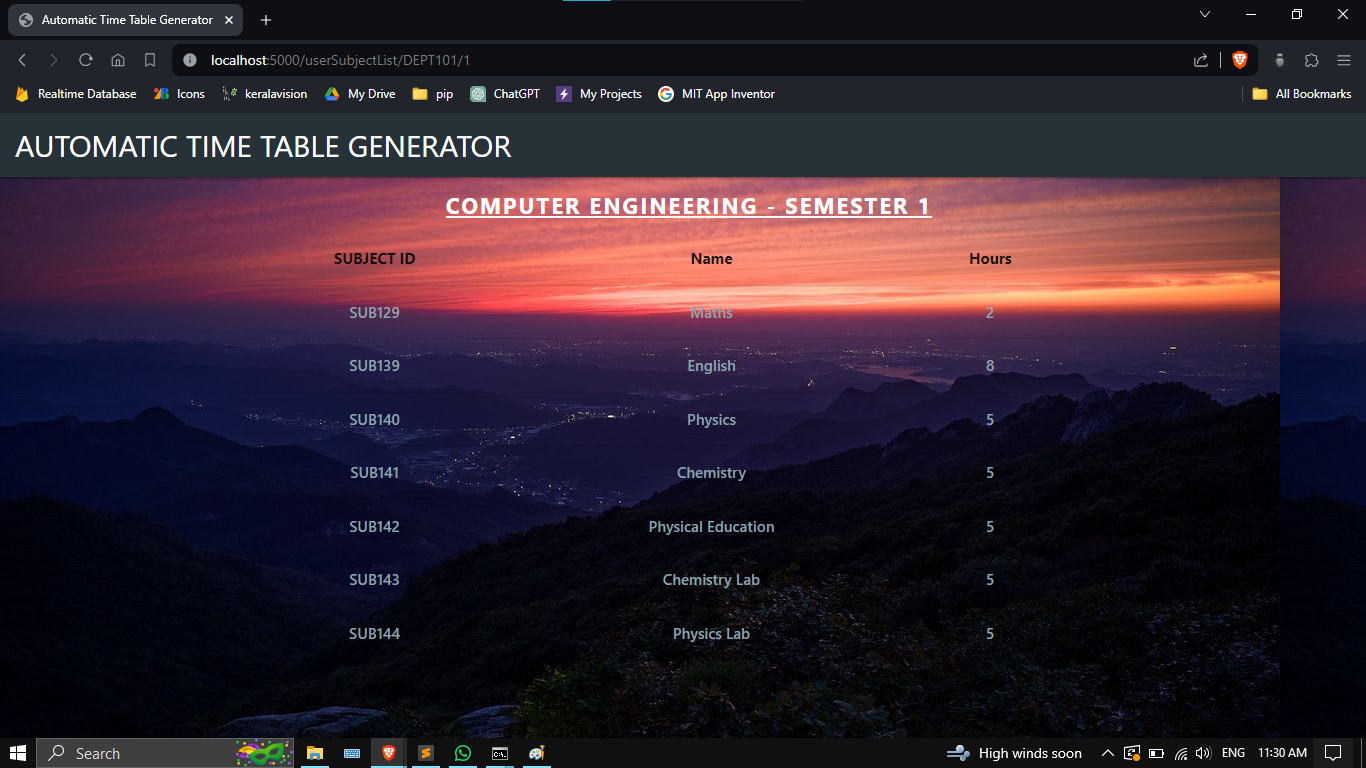 Automatic Time Table Generator
localhost:5000/userSubjectList/DEPT101/1
Realtime Database Icons keralavision My Drive pip ChatGPT My Projects MIT App Inventor All Bookmarks
AUTOMATIC TIME TABLE GENERATOR
COMPUTER ENGINEERING - SEMESTER 1
SUBJECT ID Name Hours
SUB129 Maths 2
SUB139 English 8
SUB140 Physics 5
SUB141 Chemistry 5
SUB142 Physical Education 5
SUB143 Chemistry Lab 5
SUB144 Physics Lab 5
Search High winds soon ENG 11:30 AM